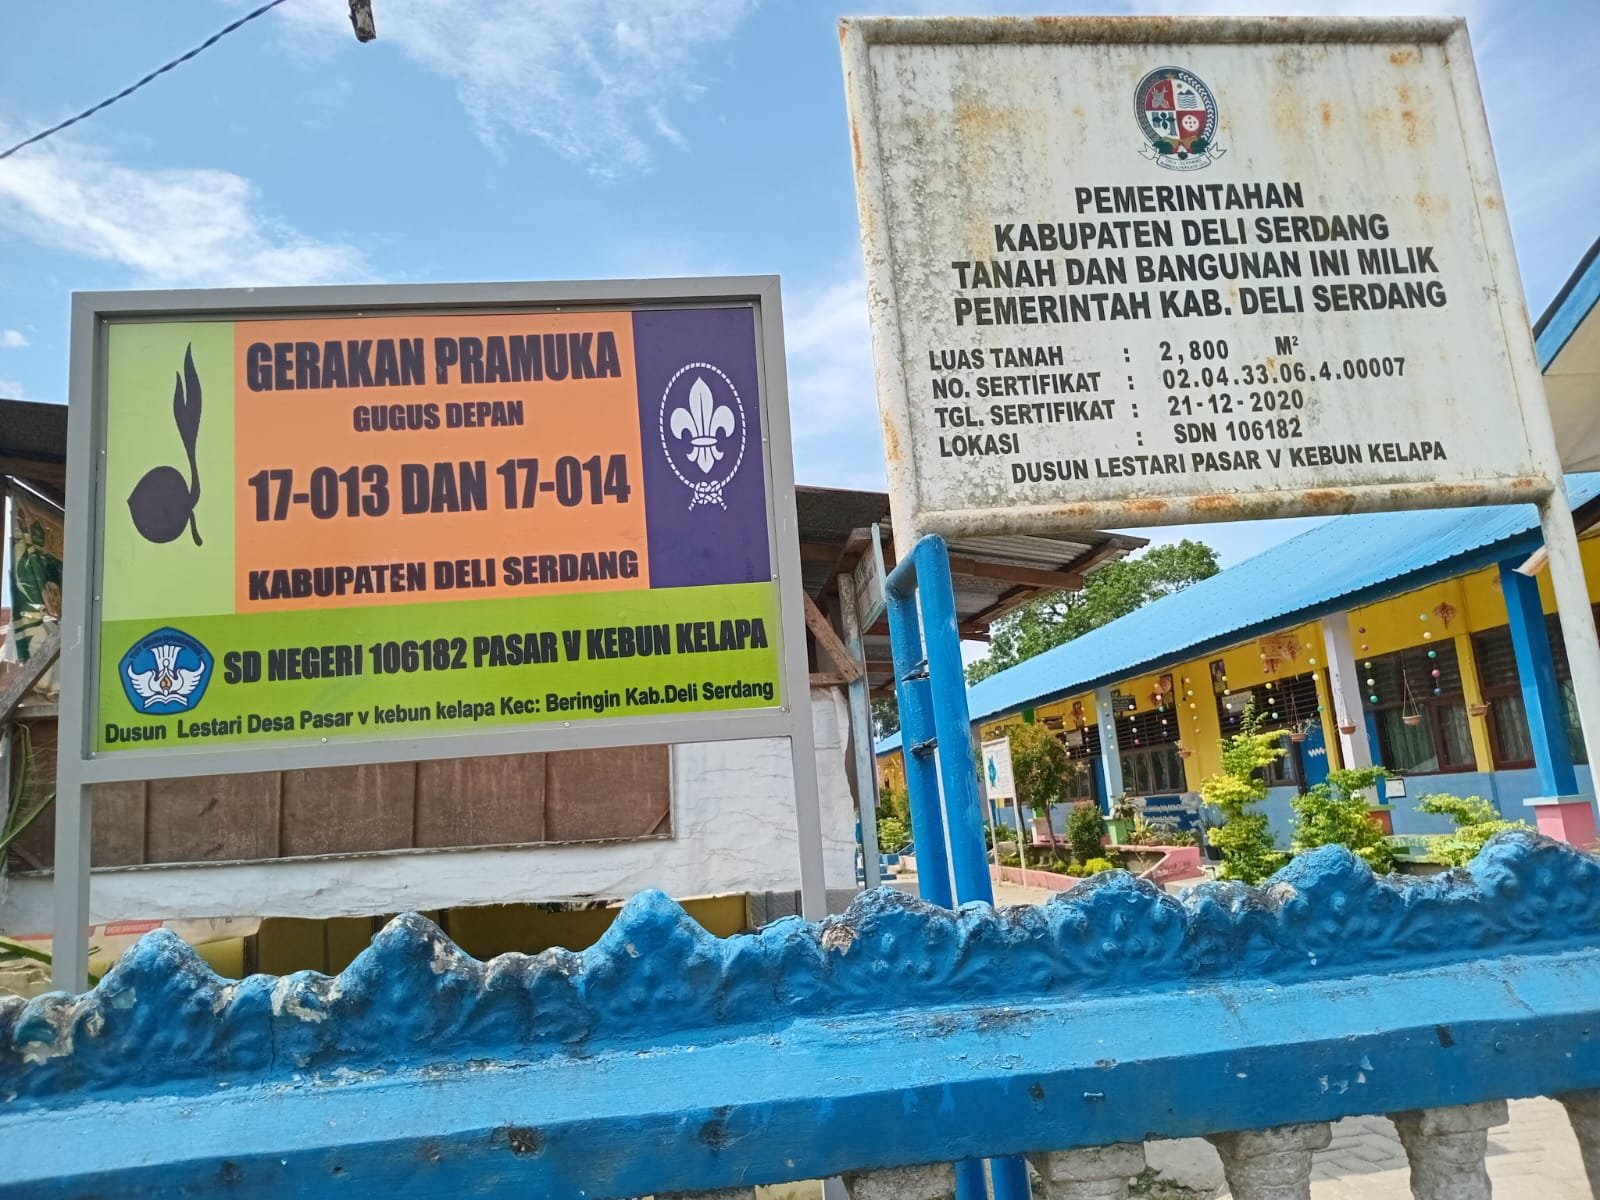 GERAKAN PRAMUKA
GUGUS DEPAN
17-013 DAN 17-014
KABUPATEN DELI SERDANG
SD NEGERI 106182 PASAR V KEBUN KELAPA
Dusun Lestari Desa Pasar v kebun kelapa Kec: Beringin Kab.Deli Serdang
DELI SERDANG
PEMERINTAHAN
KABUPATEN DELI SERDANG
TANAH DAN BANGUNAN INI MILIK
PEMERINTAH KAB. DELI SERDANG
LUAS TANAH : 2,800 M²
NO. SERTIFIKAT : 02.04.33.06.4.00007
TGL. SERTIFIKAT : 21-12-2020
LOKASI : SDN 106182
DUSUN LESTARI PASAR V KEBUN KELAPA